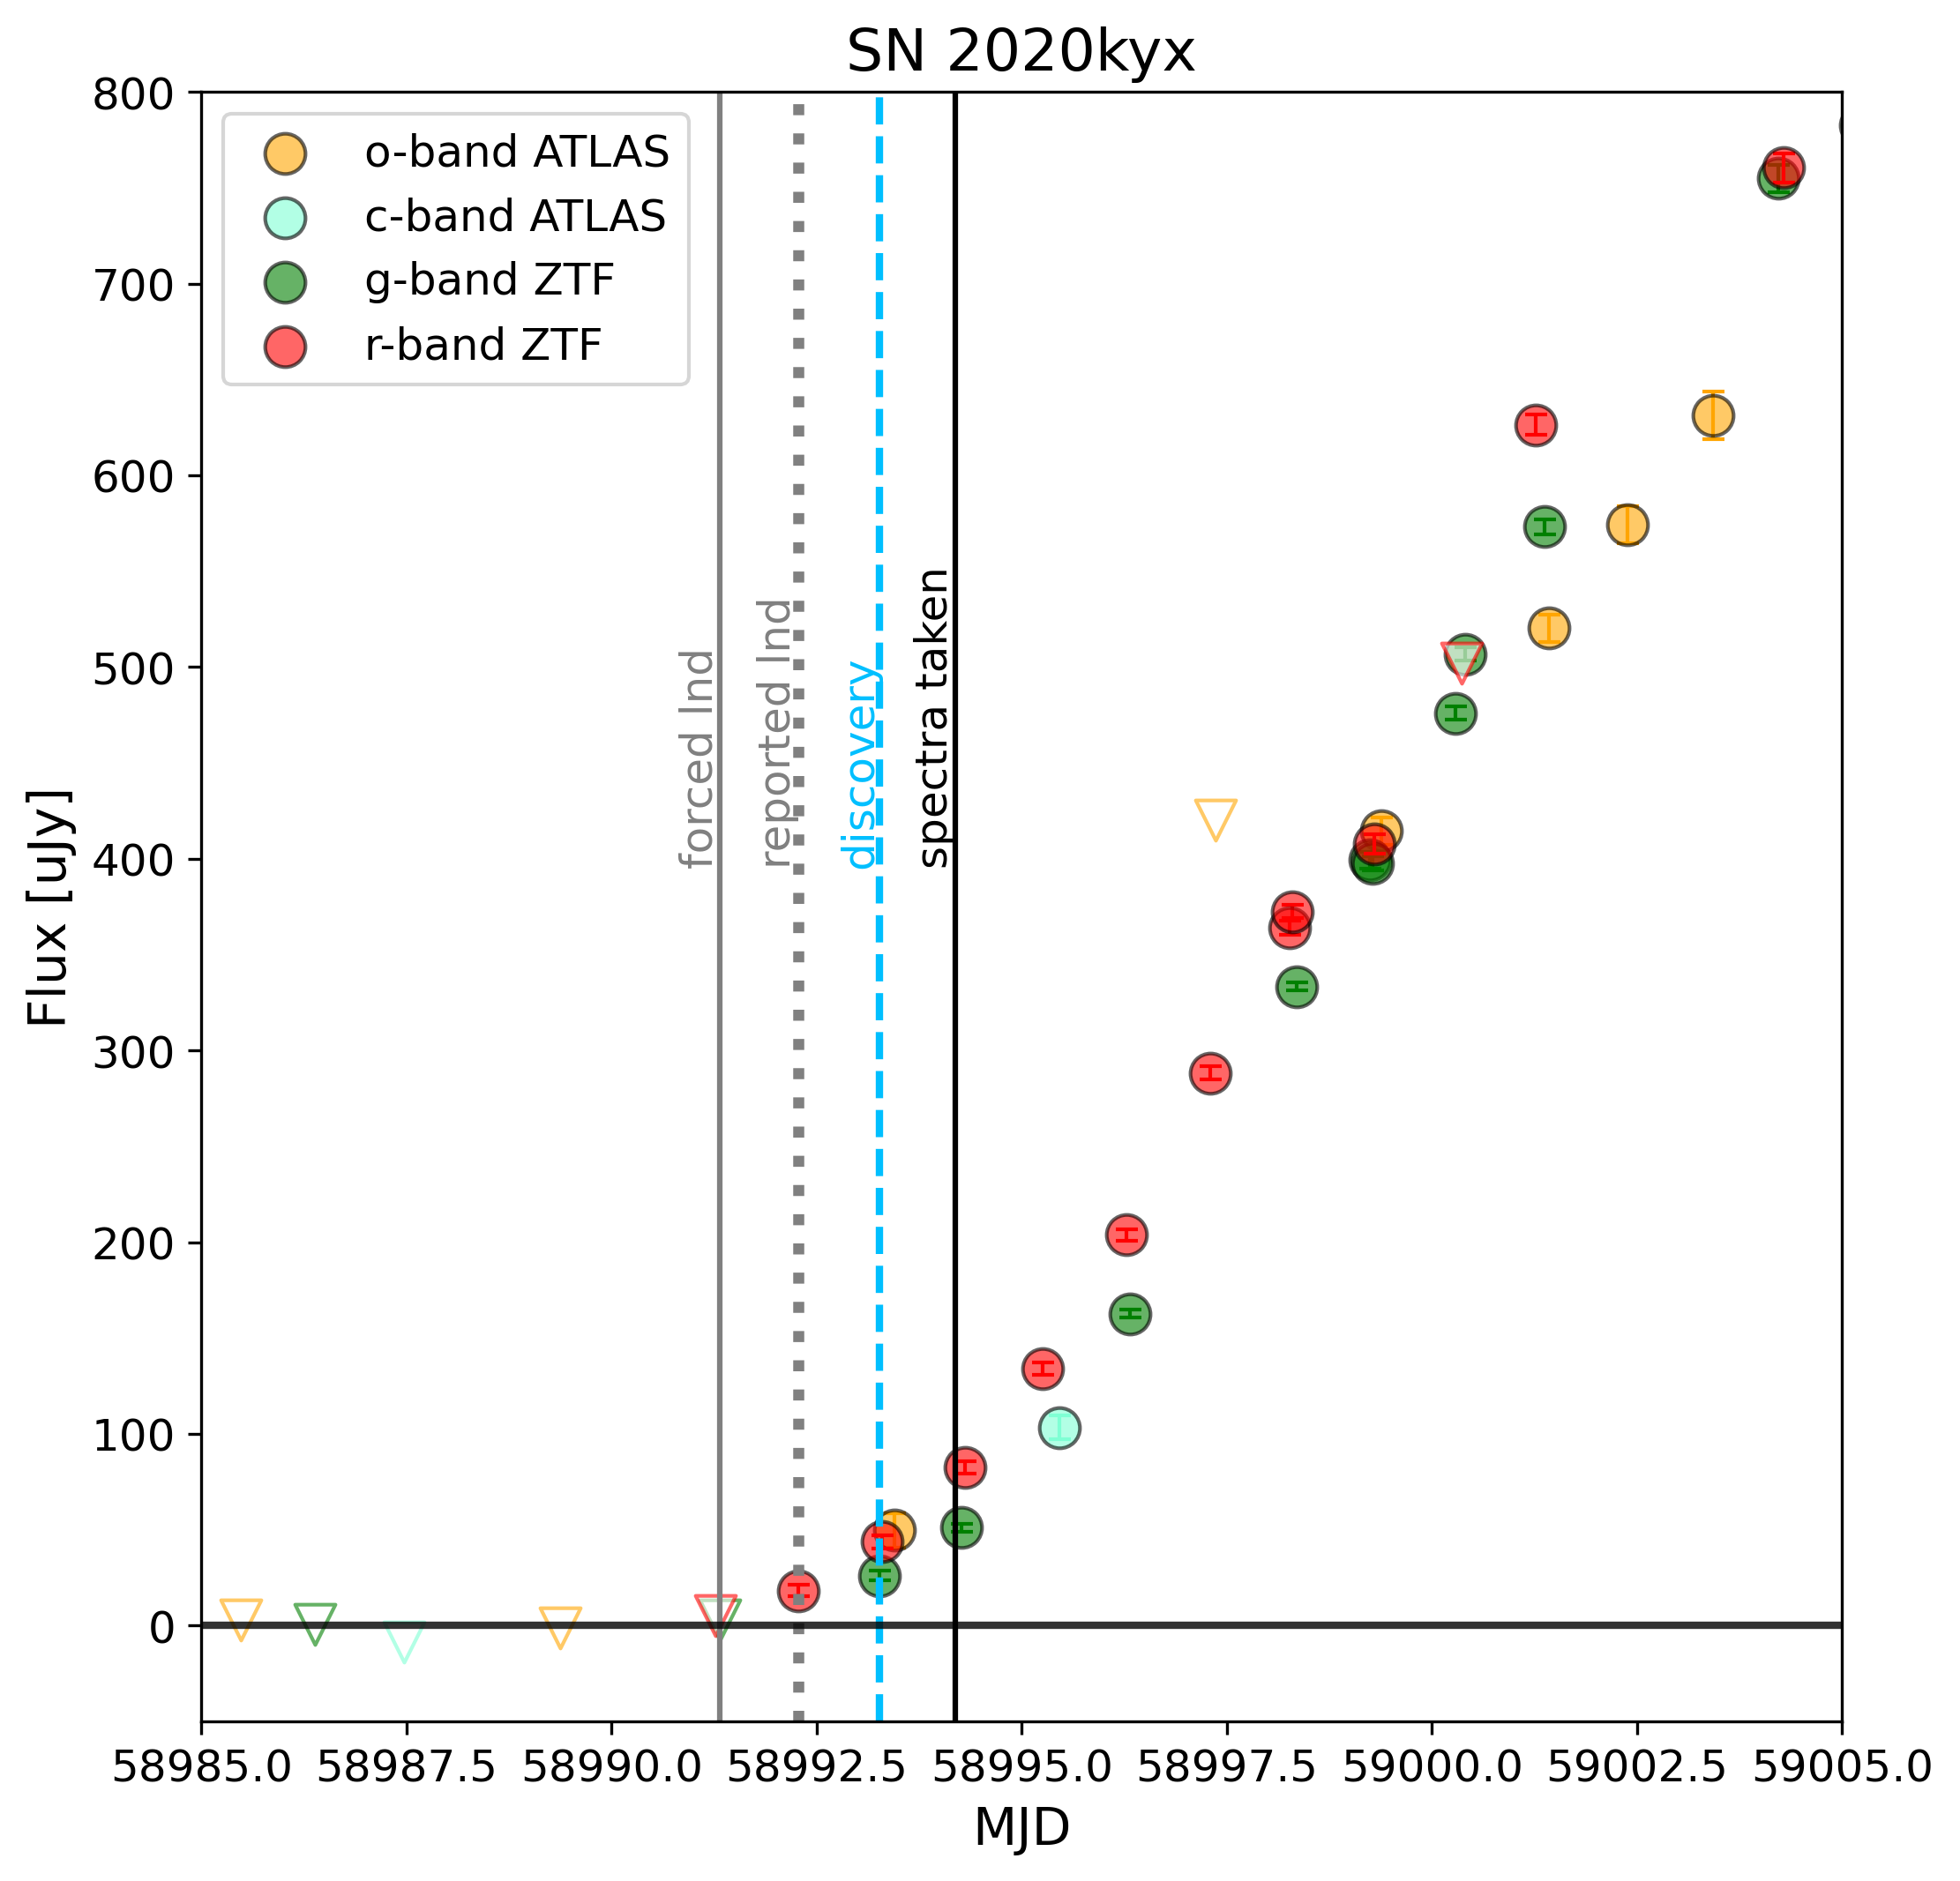 SN 2020kyx
o-band ATLAS
c-band ATLAS
g-band ZTF
r-band ZTF
800
700
600
500
400
300
200
100
0
Flux [uJy]
forced lnd
reported lnd
discovery
spectra taken
58985.0 58987.5 58990.0 58992.5 58995.0 58997.5 59000.0 59002.5 59005.0
MJD